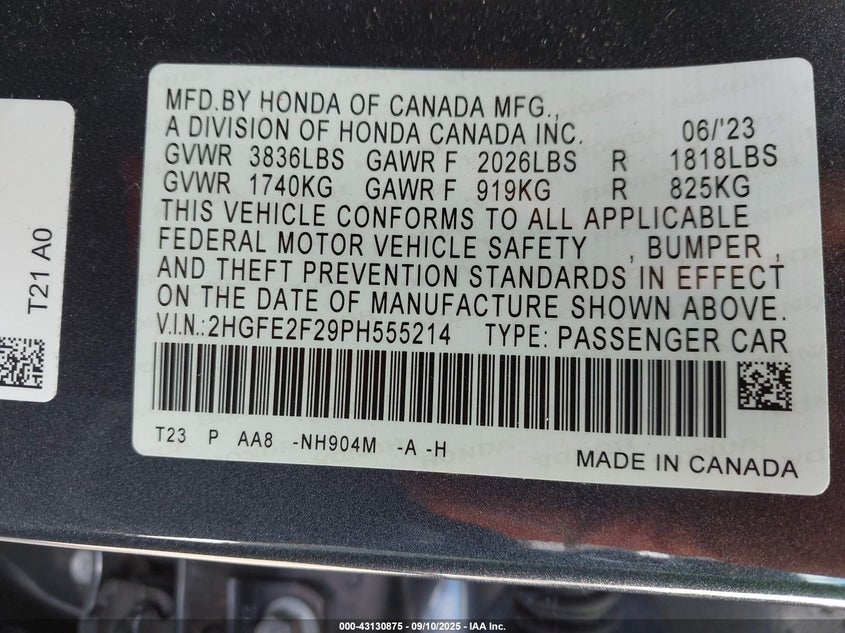 MFD.BY HONDA OF CANADA MFG.,
A DIVISION OF HONDA CANADA INC. 06/'23
GVWR 3836LBS GAWR F 2026LBS R 1818LBS
GVWR 1740KG GAWR F 919KG R 825KG
THIS VEHICLE CONFORMS TO ALL APPLICABLE
FEDERAL MOTOR VEHICLE SAFETY , BUMPER ,
AND THEFT PREVENTION STANDARDS IN EFFECT
ON THE DATE OF MANUFACTURE SHOWN ABOVE.
V.I.N.:2HGFE2F29PH555214 TYPE: PASSENGER CAR
T23 P AA8 -NH904M -A -H
MADE IN CANADA
T21 A0
000-43130875 - 09/10/2025 - IAA Inc.